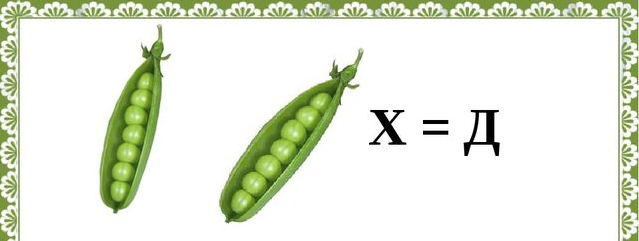 Х = Д